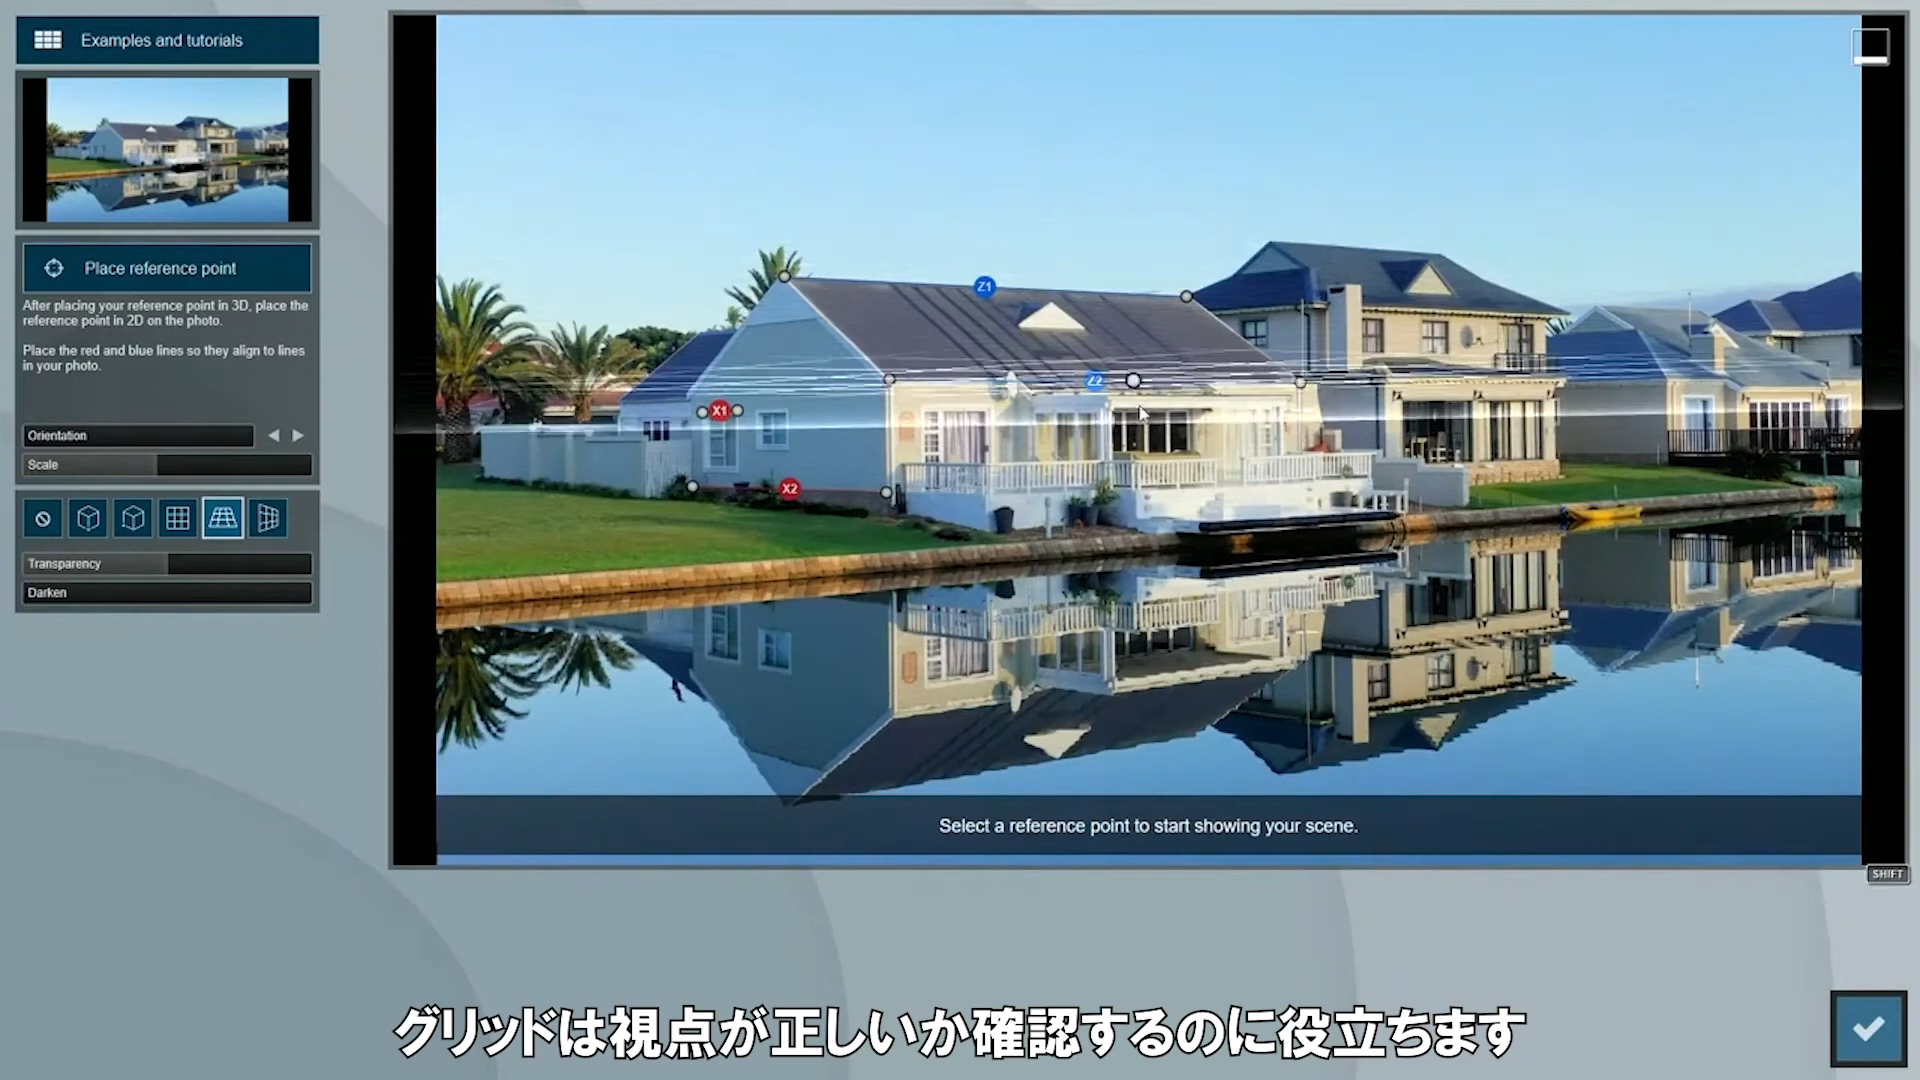 Examples and tutorials
Place reference point
After placing your reference point in 3D, place the
reference point in 2D on the photo.
Place the red and blue lines so they align to lines
in your photo.
Orientation
Scale
Transparency
Darken
Z1
Z2
X1
X2
Select a reference point to start showing your scene.
SHIFT
グリッドは視点が正しいか確認するのに役立ちます